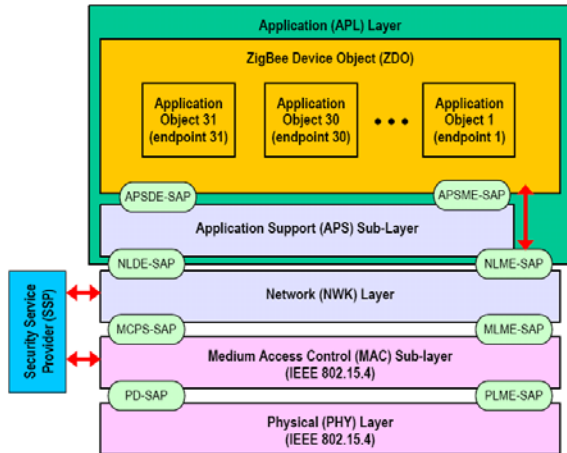 Application (APL) Layer
ZigBee Device Object (ZDO)
Application
Object 31
(endpoint 31)
Application
Object 30
(endpoint 30)
Application
Object 1
(endpoint 1)
APSDE-SAP
APSME-SAP
Application Support (APS) Sub-Layer
NLDE-SAP
NLME-SAP
Network (NWK) Layer
Security Service
Provider (SSP)
MCPS-SAP
MLME-SAP
Medium Access Control (MAC) Sub-layer
(IEEE 802.15.4)
PD-SAP
PLME-SAP
Physical (PHY) Layer
(IEEE 802.15.4)